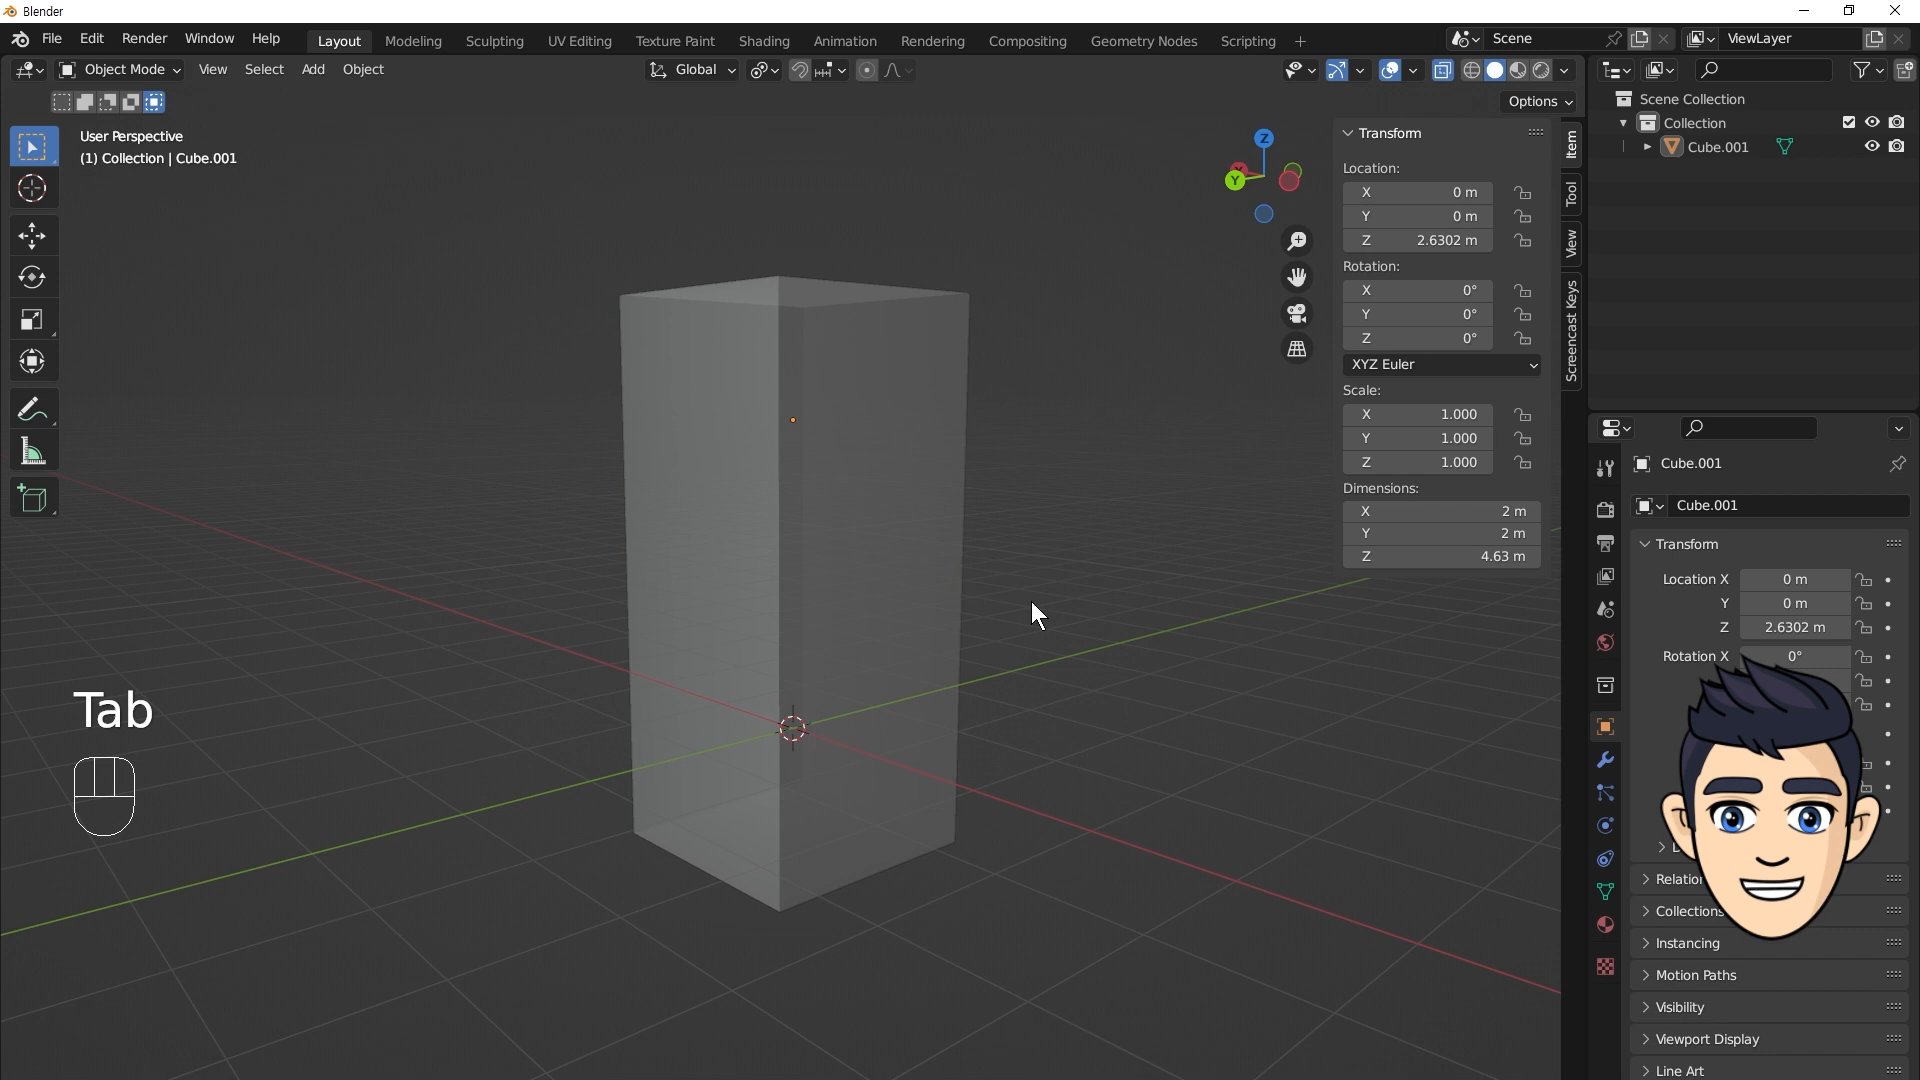 Blender
File Edit Render Window Help Layout Modeling Sculpting UV Editing Texture Paint Shading Animation Rendering Compositing Geometry Nodes Scripting + Scene ViewLayer
Object Mode View Select Add Object Global
Options
User Perspective
(1) Collection | Cube.001
Z
Y
Transform
Location:
X 0 m
Y 0 m
Z 2.6302 m
Rotation:
X 0°
Y 0°
Z 0°
XYZ Euler
Scale:
X 1.000
Y 1.000
Z 1.000
Dimensions:
X 2 m
Y 2 m
Z 4.63 m
Item
Tool
View
Screencast Keys
Scene Collection
Collection
Cube.001
Cube.001
Cube.001
Transform
Location X 0 m
Y 0 m
Z 2.6302 m
Rotation X 0°
Collections
Instancing
Motion Paths
Visibility
Viewport Display
Line Art
Tab